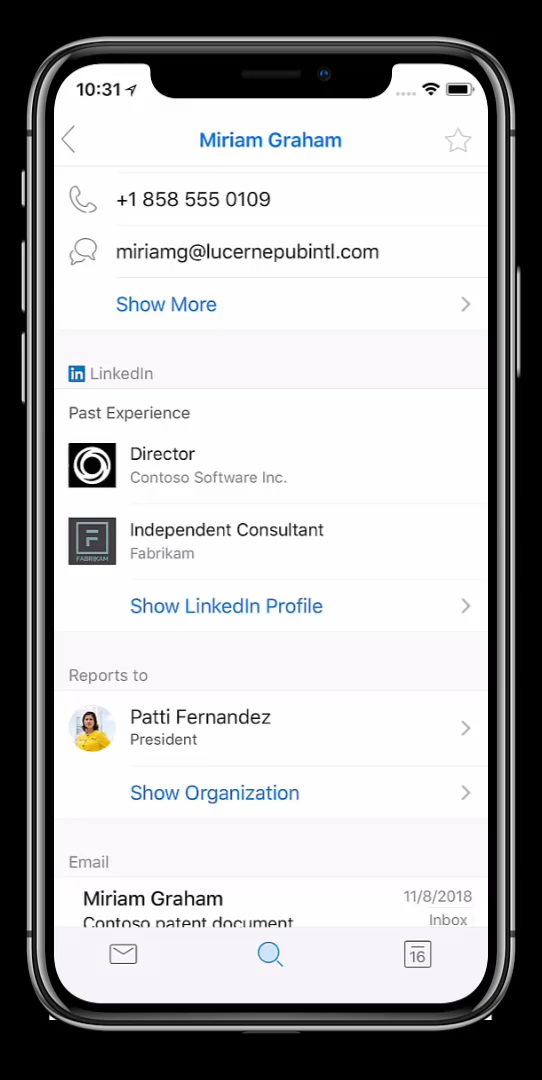 10:31
Miriam Graham
+1 858 555 0109
miriamg@lucernepubintl.com
Show More
in LinkedIn
Past Experience
Director
Contoso Software Inc.
Independent Consultant
FABRIKAM
Fabrikam
Show LinkedIn Profile
Reports to
Patti Fernandez
President
Show Organization
Email
Miriam Graham 11/8/2018
Contoso patent document Inbox
16